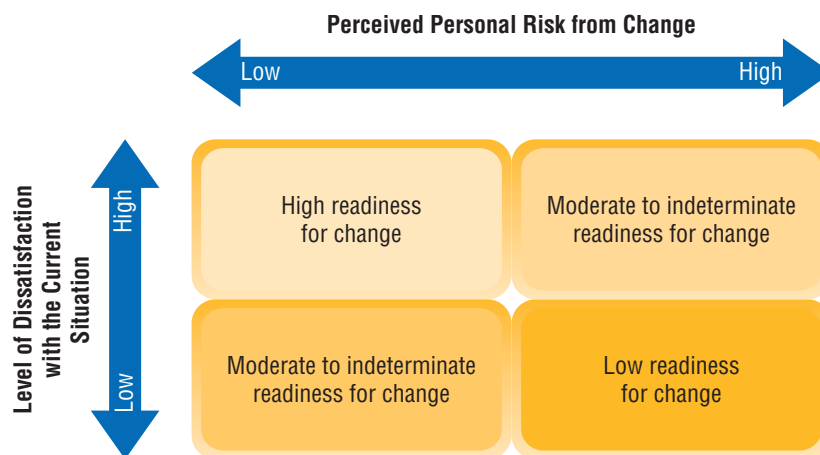 Perceived Personal Risk from Change
Low
High
Level of Dissatisfaction
with the Current
Situation
High
Low
High readiness
for change
Moderate to indeterminate
readiness for change
Moderate to indeterminate
readiness for change
Low readiness
for change